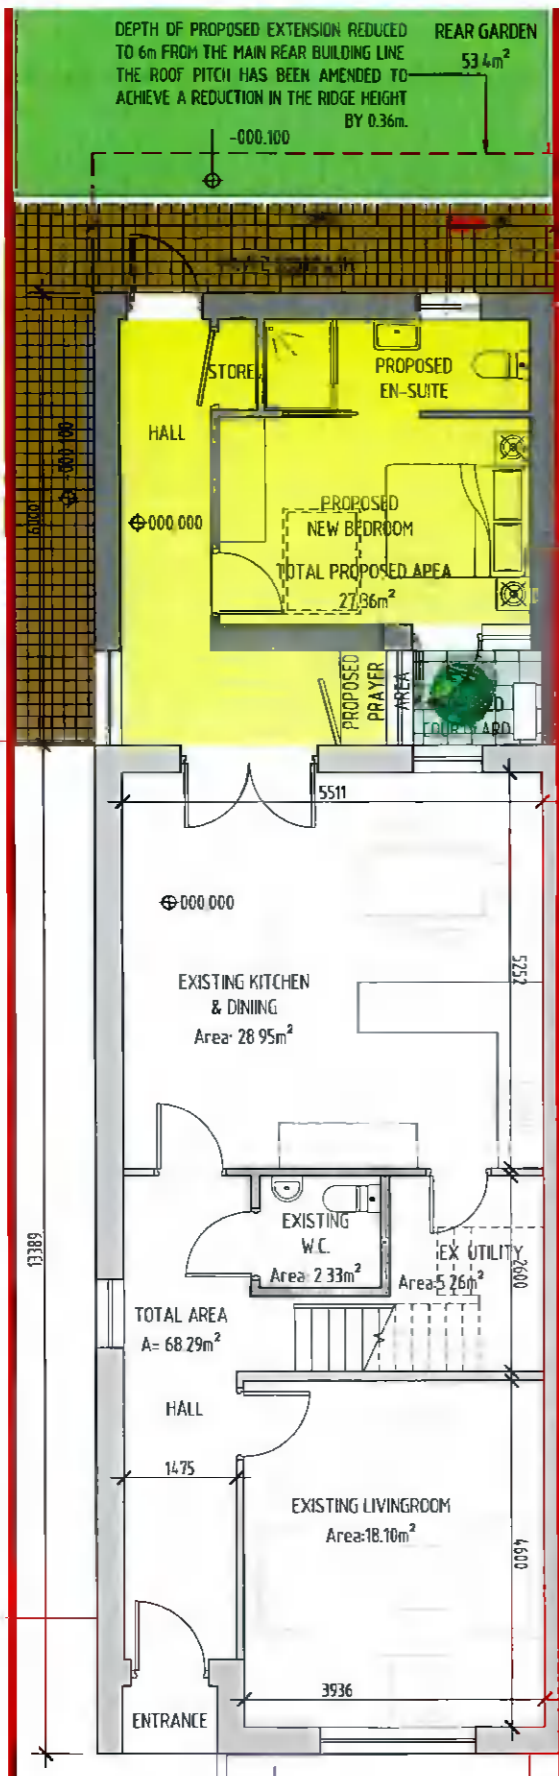 DEPTH OF PROPOSED EXTENSION REDUCED
TO 6m FROM THE MAIN REAR BUILDING LINE
THE ROOF PITCH HAS BEEN AMENDED TO
ACHIEVE A REDUCTION IN THE RIDGE HEIGHT
BY 0.36m.
REAR GARDEN
53.4m²
-000.100
STORE
PROPOSED
EN-SUITE
HALL
-000.100
000.000
PROPOSED
NEW BEDROOM
TOTAL PROPOSED AREA
27.36m²
PROPOSED
PRAYER
AREA
5511
000.000
5252
EXISTING KITCHEN
& DINIING
Area: 28.95m²
13389
EXISTING
W.C.
Area: 2.33m²
EX UTILITY
Area:5.26m²
2600
TOTAL AREA
A= 68.29m²
HALL
1475
EXISTING LIVINGROOM
Area:18.10m²
4600
3936
ENTRANCE